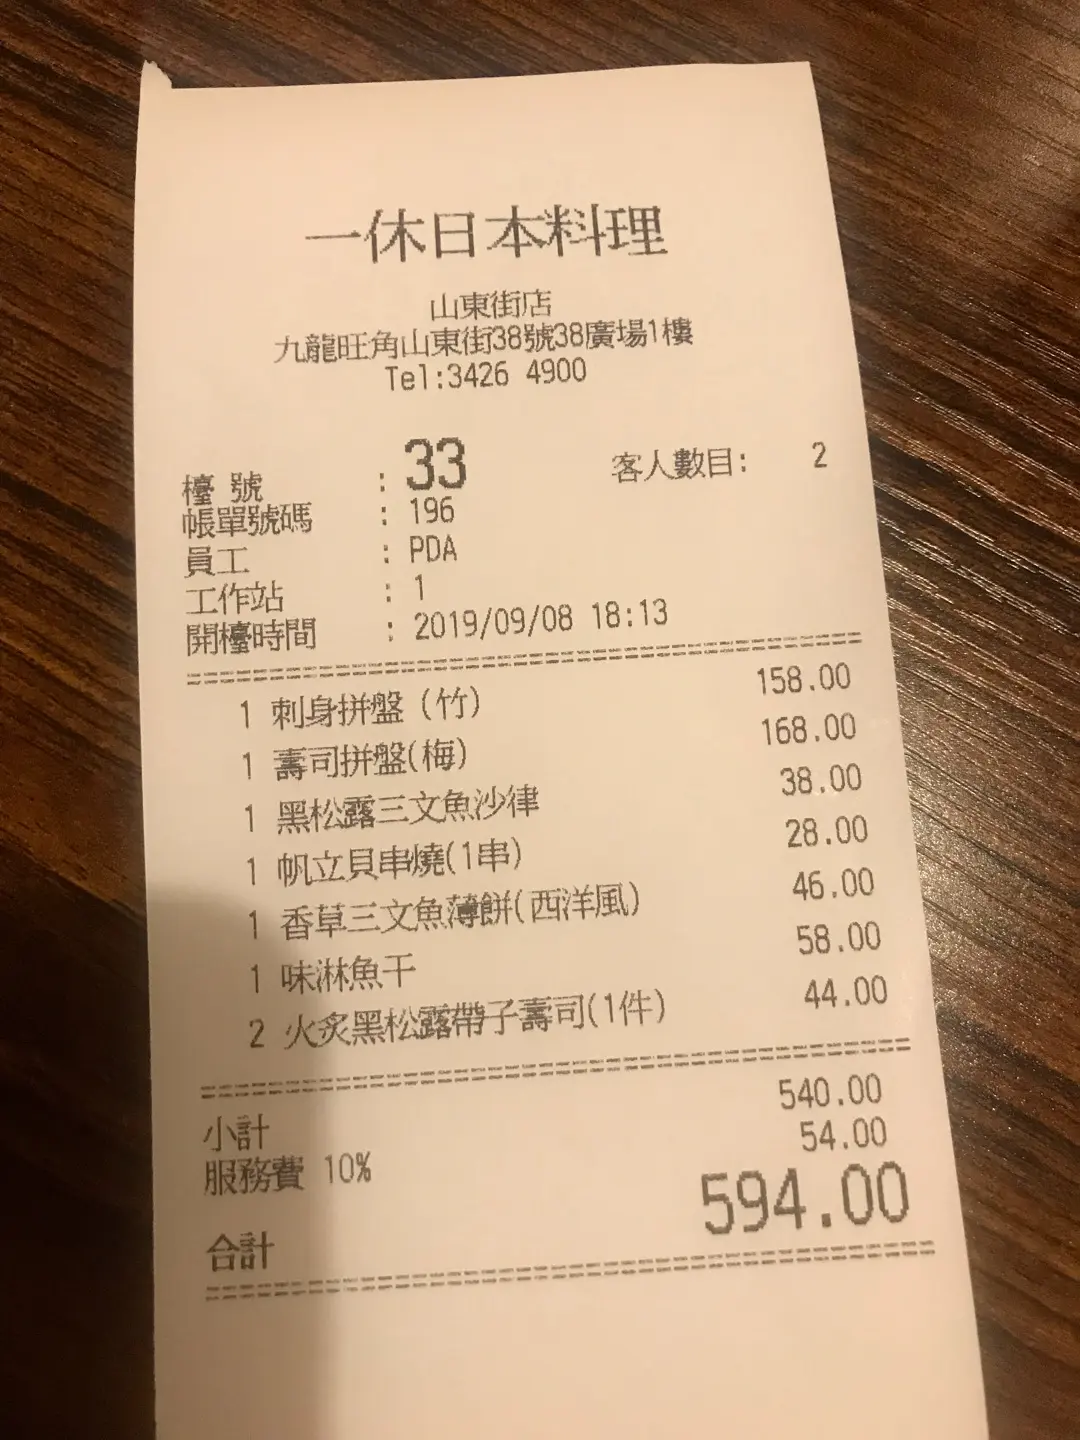 一休日本料理
山東街店
九龍旺角山東街38號38廣場1樓
Tel:3426 4900
檯 號 : 33 客人數目: 2
帳單號碼 : 196
員工 : PDA
工作站 : 1
開檯時間 : 2019/09/08 18:13
1 刺身拼盤 (竹) 158.00
1 壽司拼盤(梅) 168.00
1 黑松露三文魚沙律 38.00
1 帆立貝串燒(1串) 28.00
1 香草三文魚薄餅(西洋風) 46.00
1 味淋魚干 58.00
2 火炙黑松露帶子壽司(1件) 44.00
小計 540.00
服務費 10% 54.00
合計 594.00